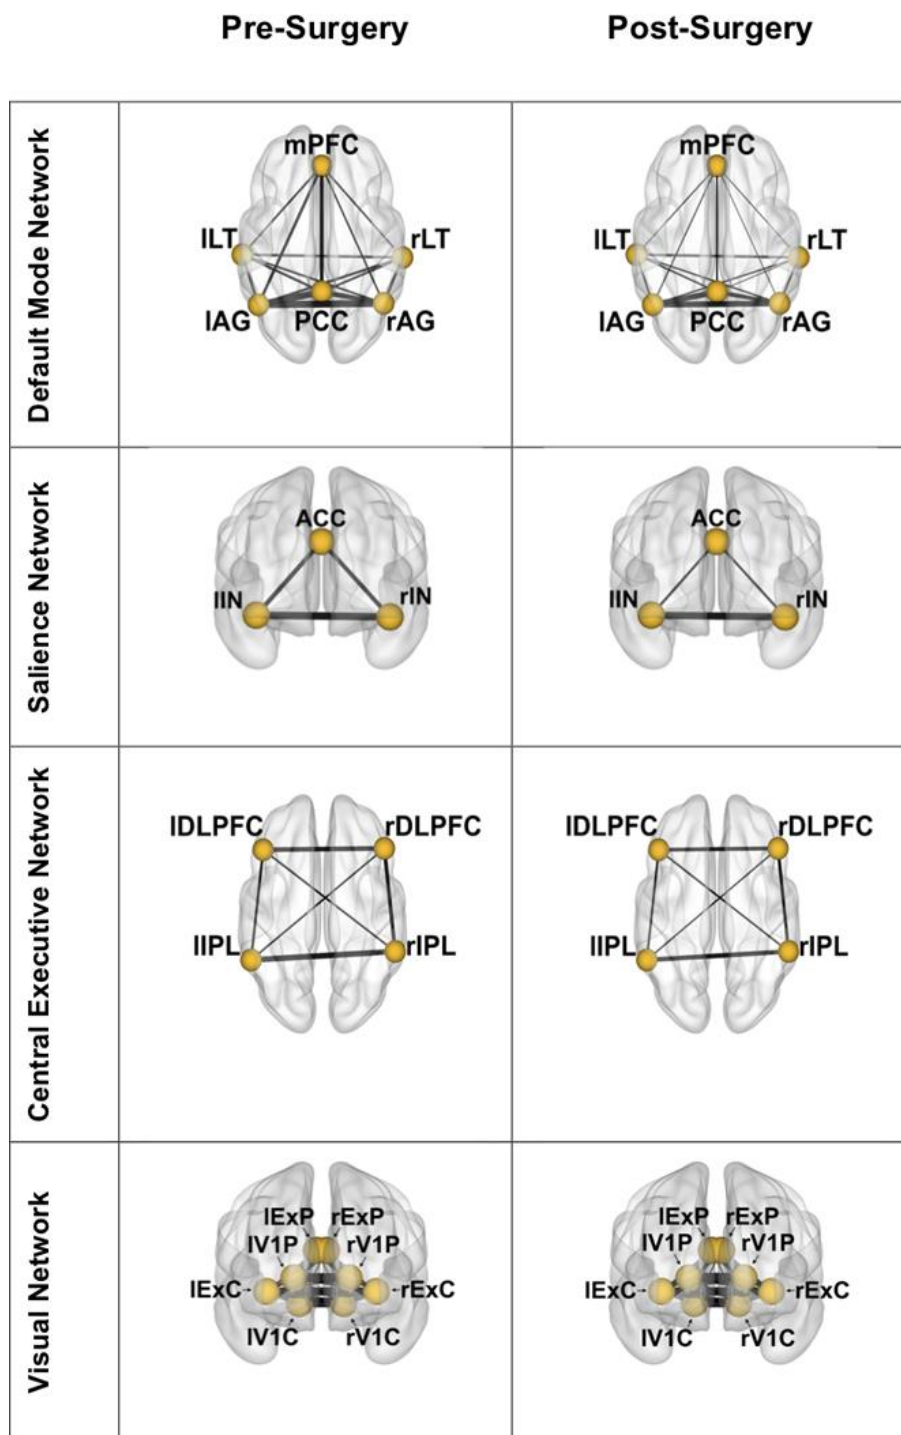 Pre-Surgery Post-Surgery
Default Mode Network
mPFC mPFC
lLT rLT lLT rLT
lAG PCC rAG lAG PCC rAG
Salience Network
ACC ACC
lIN rIN lIN rIN
Central Executive Network
lDLPFC rDLPFC lDLPFC rDLPFC
lIPL rIPL lIPL rIPL
Visual Network
lExP rExP lExP rExP
lV1P rV1P lV1P rV1P
lExC rExC lExC rExC
lV1C rV1C lV1C rV1C